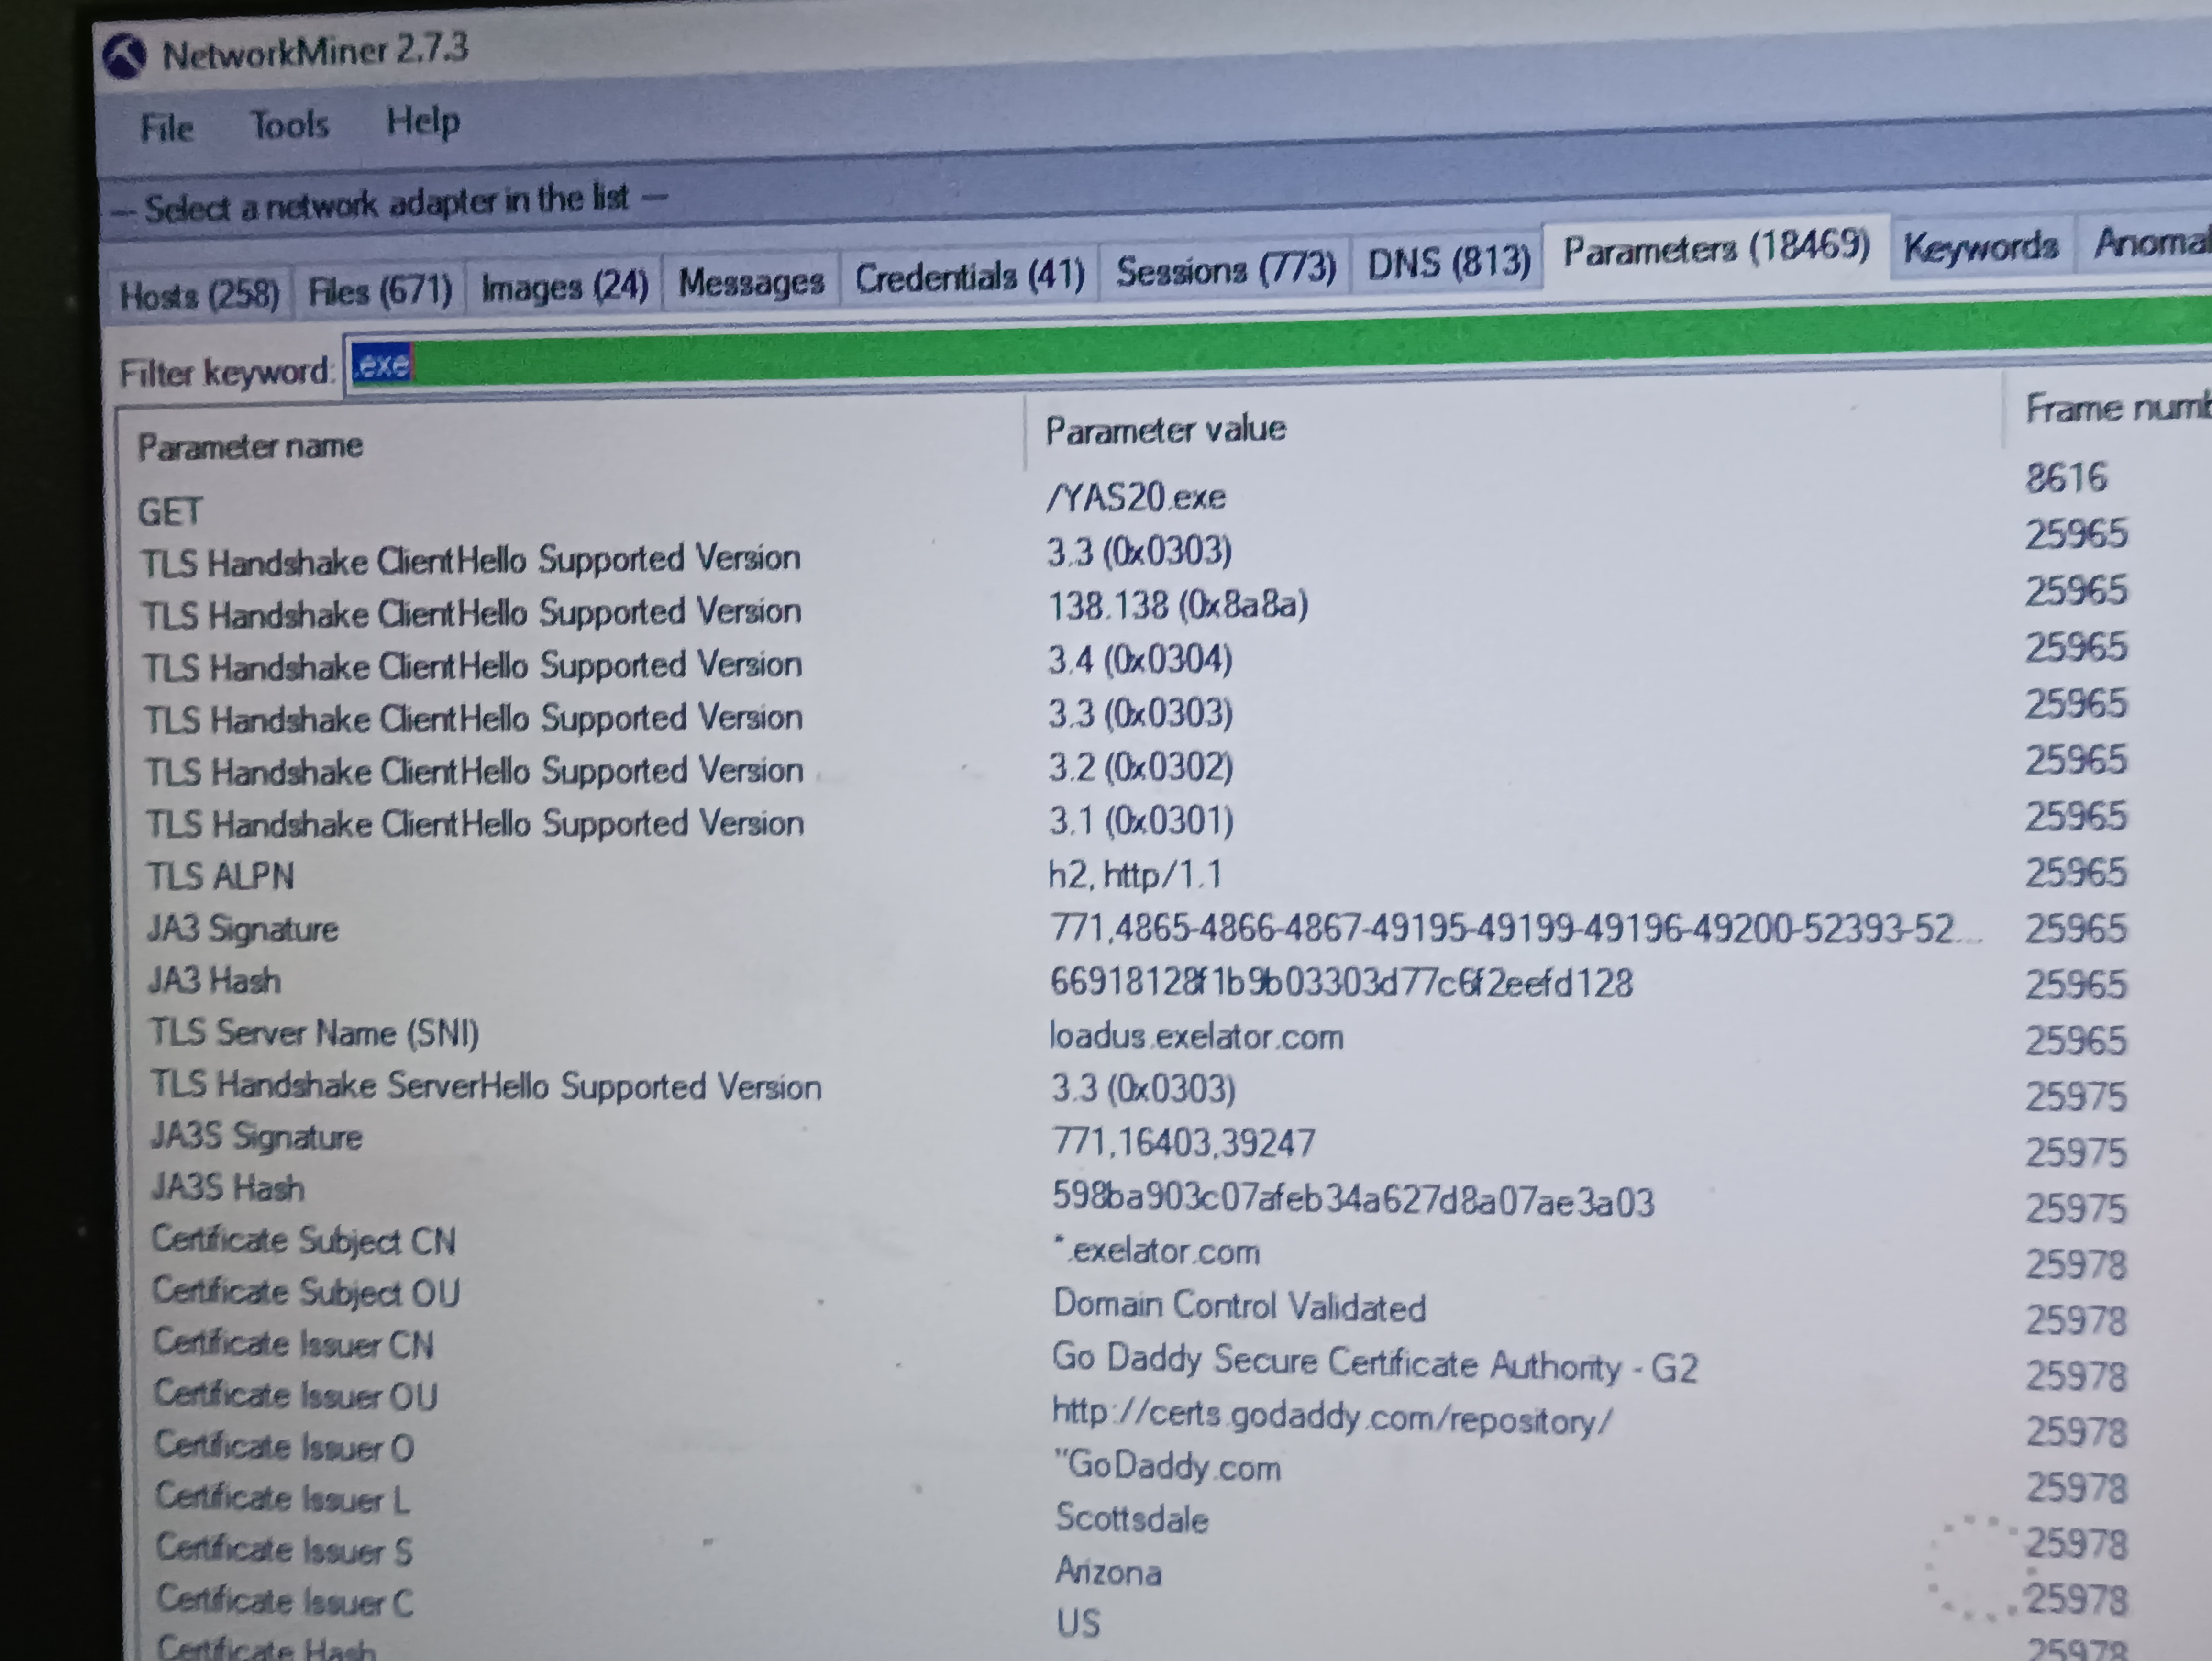 NetworkMiner 2.7.3
File Tools Help
--- Select a network adapter in the list ---
Hosts (258) Files (671) Images (24) Messages Credentials (41) Sessions (773) DNS (813) Parameters (18469) Keywords
Filter keyword: .exe
Parameter name Parameter value Frame
GET /YAS20.exe 8616
TLS Handshake ClientHello Supported Version 3.3 (0x0303) 25965
TLS Handshake ClientHello Supported Version 138.138 (0x8a8a) 25965
TLS Handshake ClientHello Supported Version 3.4 (0x0304) 25965
TLS Handshake ClientHello Supported Version 3.3 (0x0303) 25965
TLS Handshake ClientHello Supported Version 3.2 (0x0302) 25965
TLS Handshake ClientHello Supported Version 3.1 (0x0301) 25965
TLS ALPN h2, http/1.1 25965
JA3 Signature 771,4865-4866-4867-49195-49199-49196-49200-52393-52... 25965
JA3 Hash 66918128f1b9b03303d77c6f2eefd128 25965
TLS Server Name (SNI) loadus.exelator.com 25965
TLS Handshake ServerHello Supported Version 3.3 (0x0303) 25975
JA3S Signature 771,16403,39247 25975
JA3S Hash 598ba903c07afeb34a627d8a07ae3a03 25975
Certificate Subject CN *.exelator.com 25978
Certificate Subject OU Domain Control Validated 25978
Certificate Issuer CN Go Daddy Secure Certificate Authority - G2 25978
Certificate Issuer OU http://certs.godaddy.com/repository/ 25978
Certificate Issuer O "GoDaddy.com 25978
Certificate Issuer L Scottsdale 25978
Certificate Issuer S Arizona 25978
Certificate Issuer C US
Certificate Hash 25978